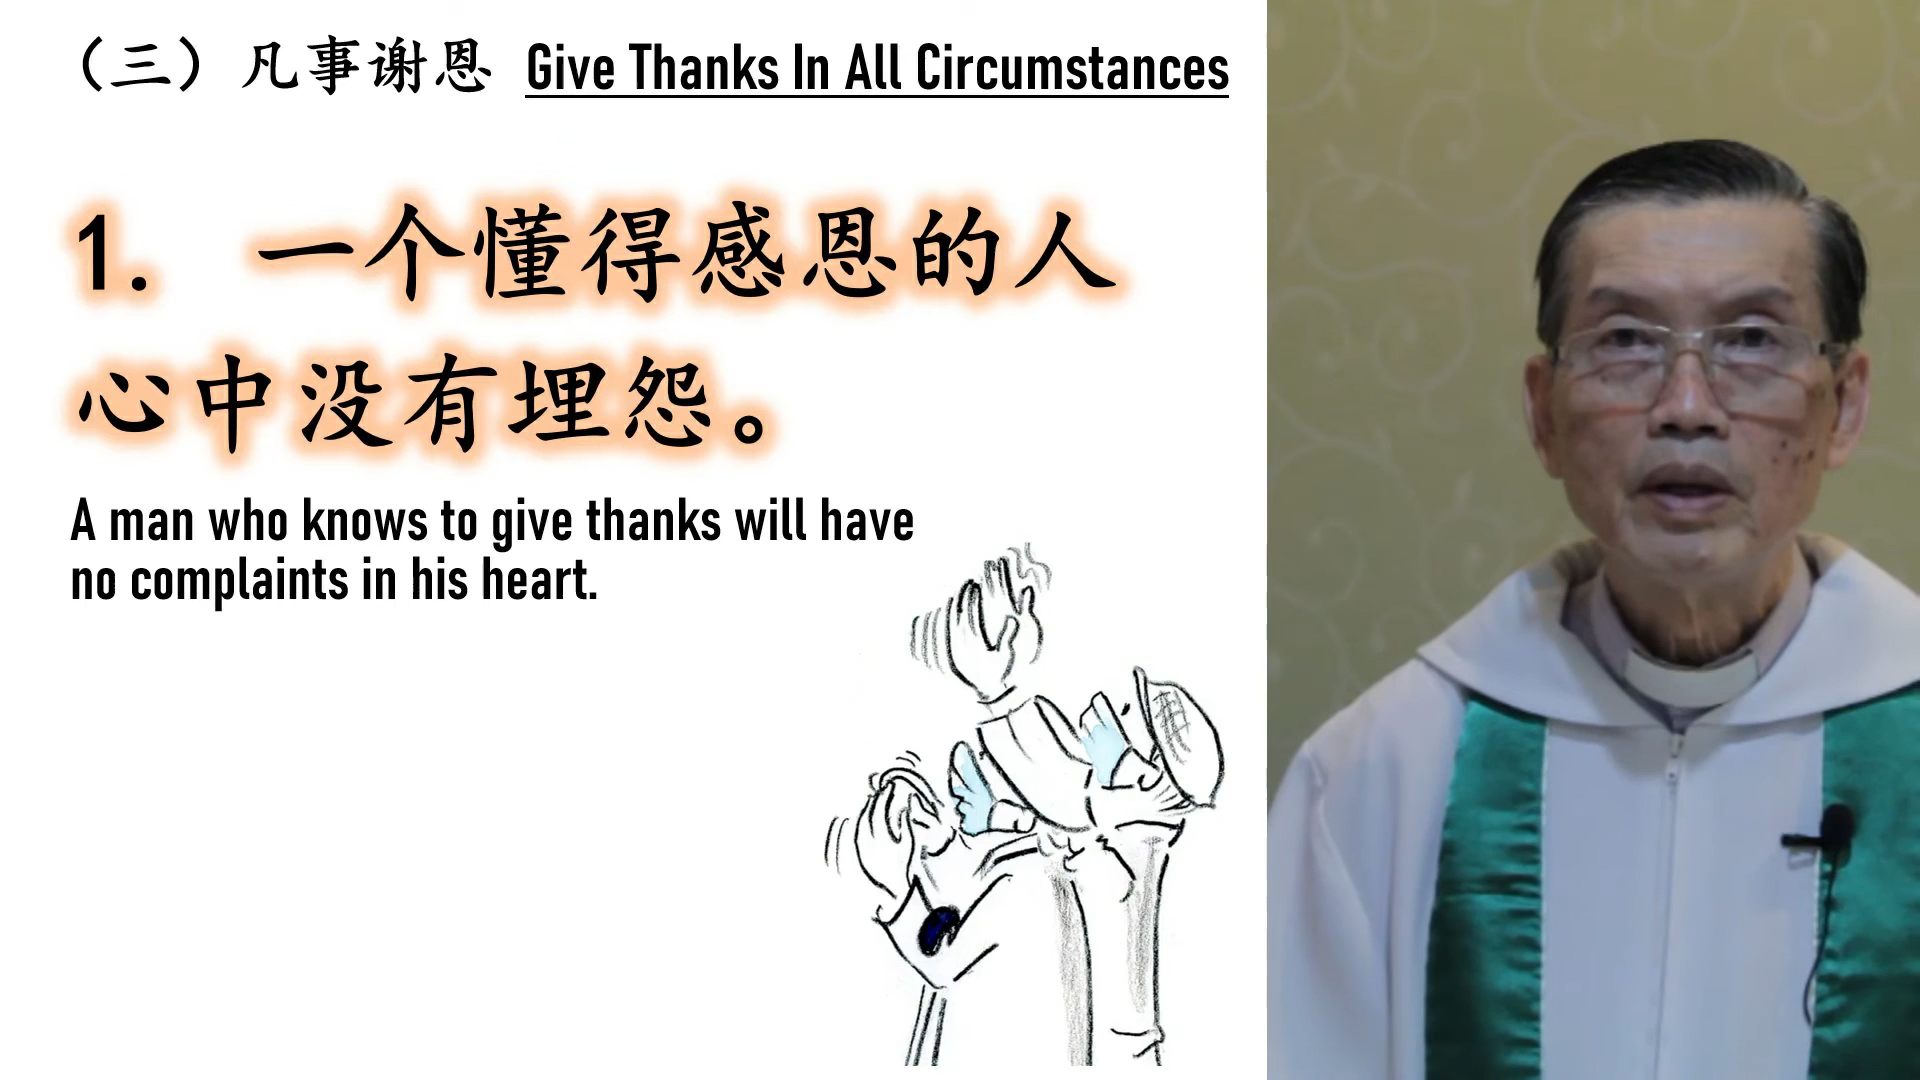 （三）凡事谢恩 Give Thanks In All Circumstances
1. 一个懂得感恩的人
心中没有埋怨。
A man who knows to give thanks will have
no complaints in his heart.